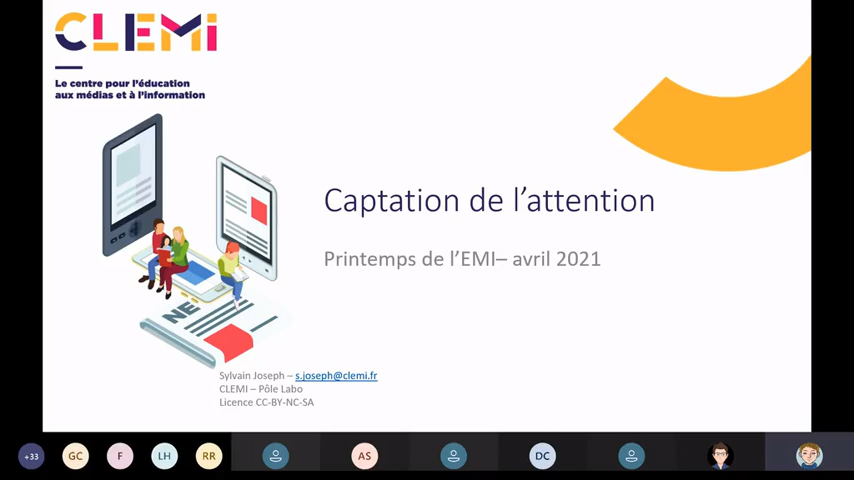 CLEMI
Le centre pour l'éducation
aux médias et à l'information
Captation de l'attention
Printemps de l'EMI– avril 2021
NE
Sylvain Joseph – s.joseph@clemi.fr
CLEMI – Pôle Labo
Licence CC-BY-NC-SA
+33 GC F LH RR AS DC